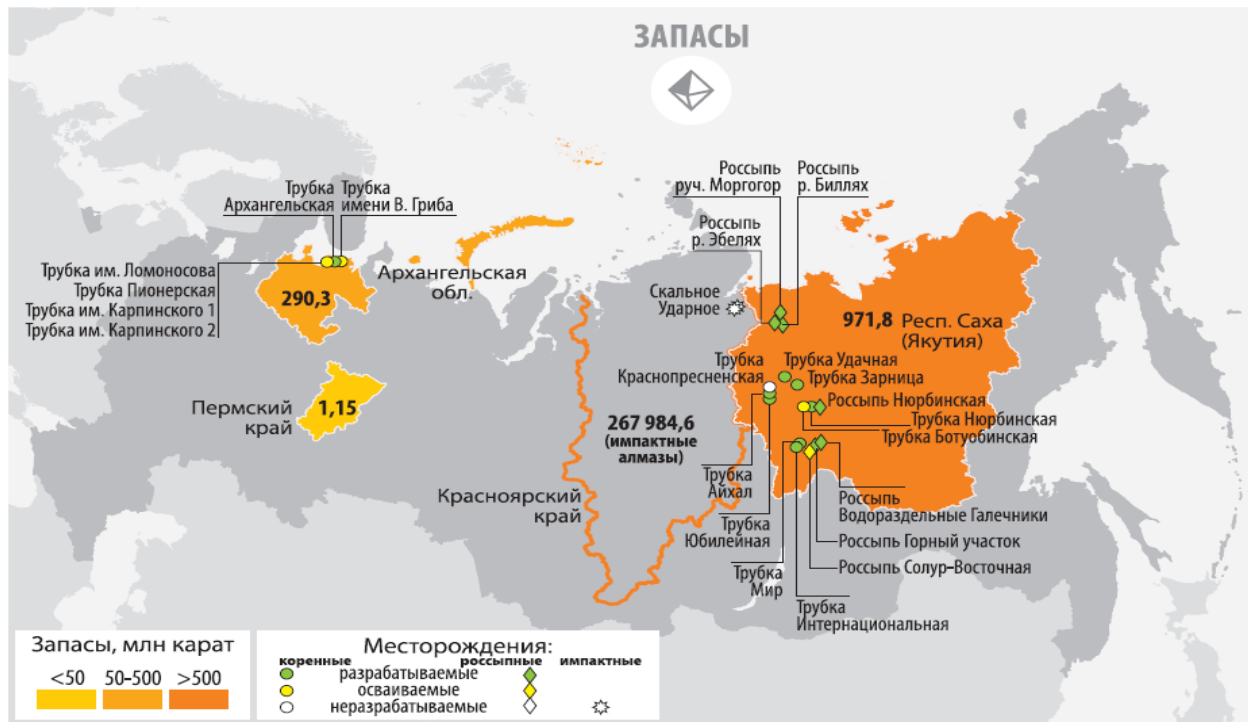 ЗАПАСЫ
Россыпь
руч. Моргогор
Россыпь
р. Биллях
Трубка
Архангельская
Трубка
имени В. Гриба
Россыпь
р. Эбелях
Трубка им. Ломоносова
Трубка Пионерская
Трубка им. Карпинского 1
Трубка им. Карпинского 2
290,3
Архангельская
обл.
Скальное
Ударное
971,8 Респ. Саха
(Якутия)
Трубка
Краснопресненская
Трубка Удачная
Трубка Зарница
Россыпь Нюрбинская
Трубка Нюрбинская
Трубка Ботуобинская
Пермский
край
1,15
267 984,6
(импактные
алмазы)
Трубка
Айхал
Красноярский
край
Россыпь
Водораздельные Галечники
Трубка
Юбилейная
Россыпь Горный участок
Трубка
Мир
Россыпь Солур-Восточная
Трубка
Интернациональная
Запасы, млн карат
<50 50-500 >500
Месторождения:
коренные россыпные импактные
разрабатываемые
осваиваемые
неразрабатываемые